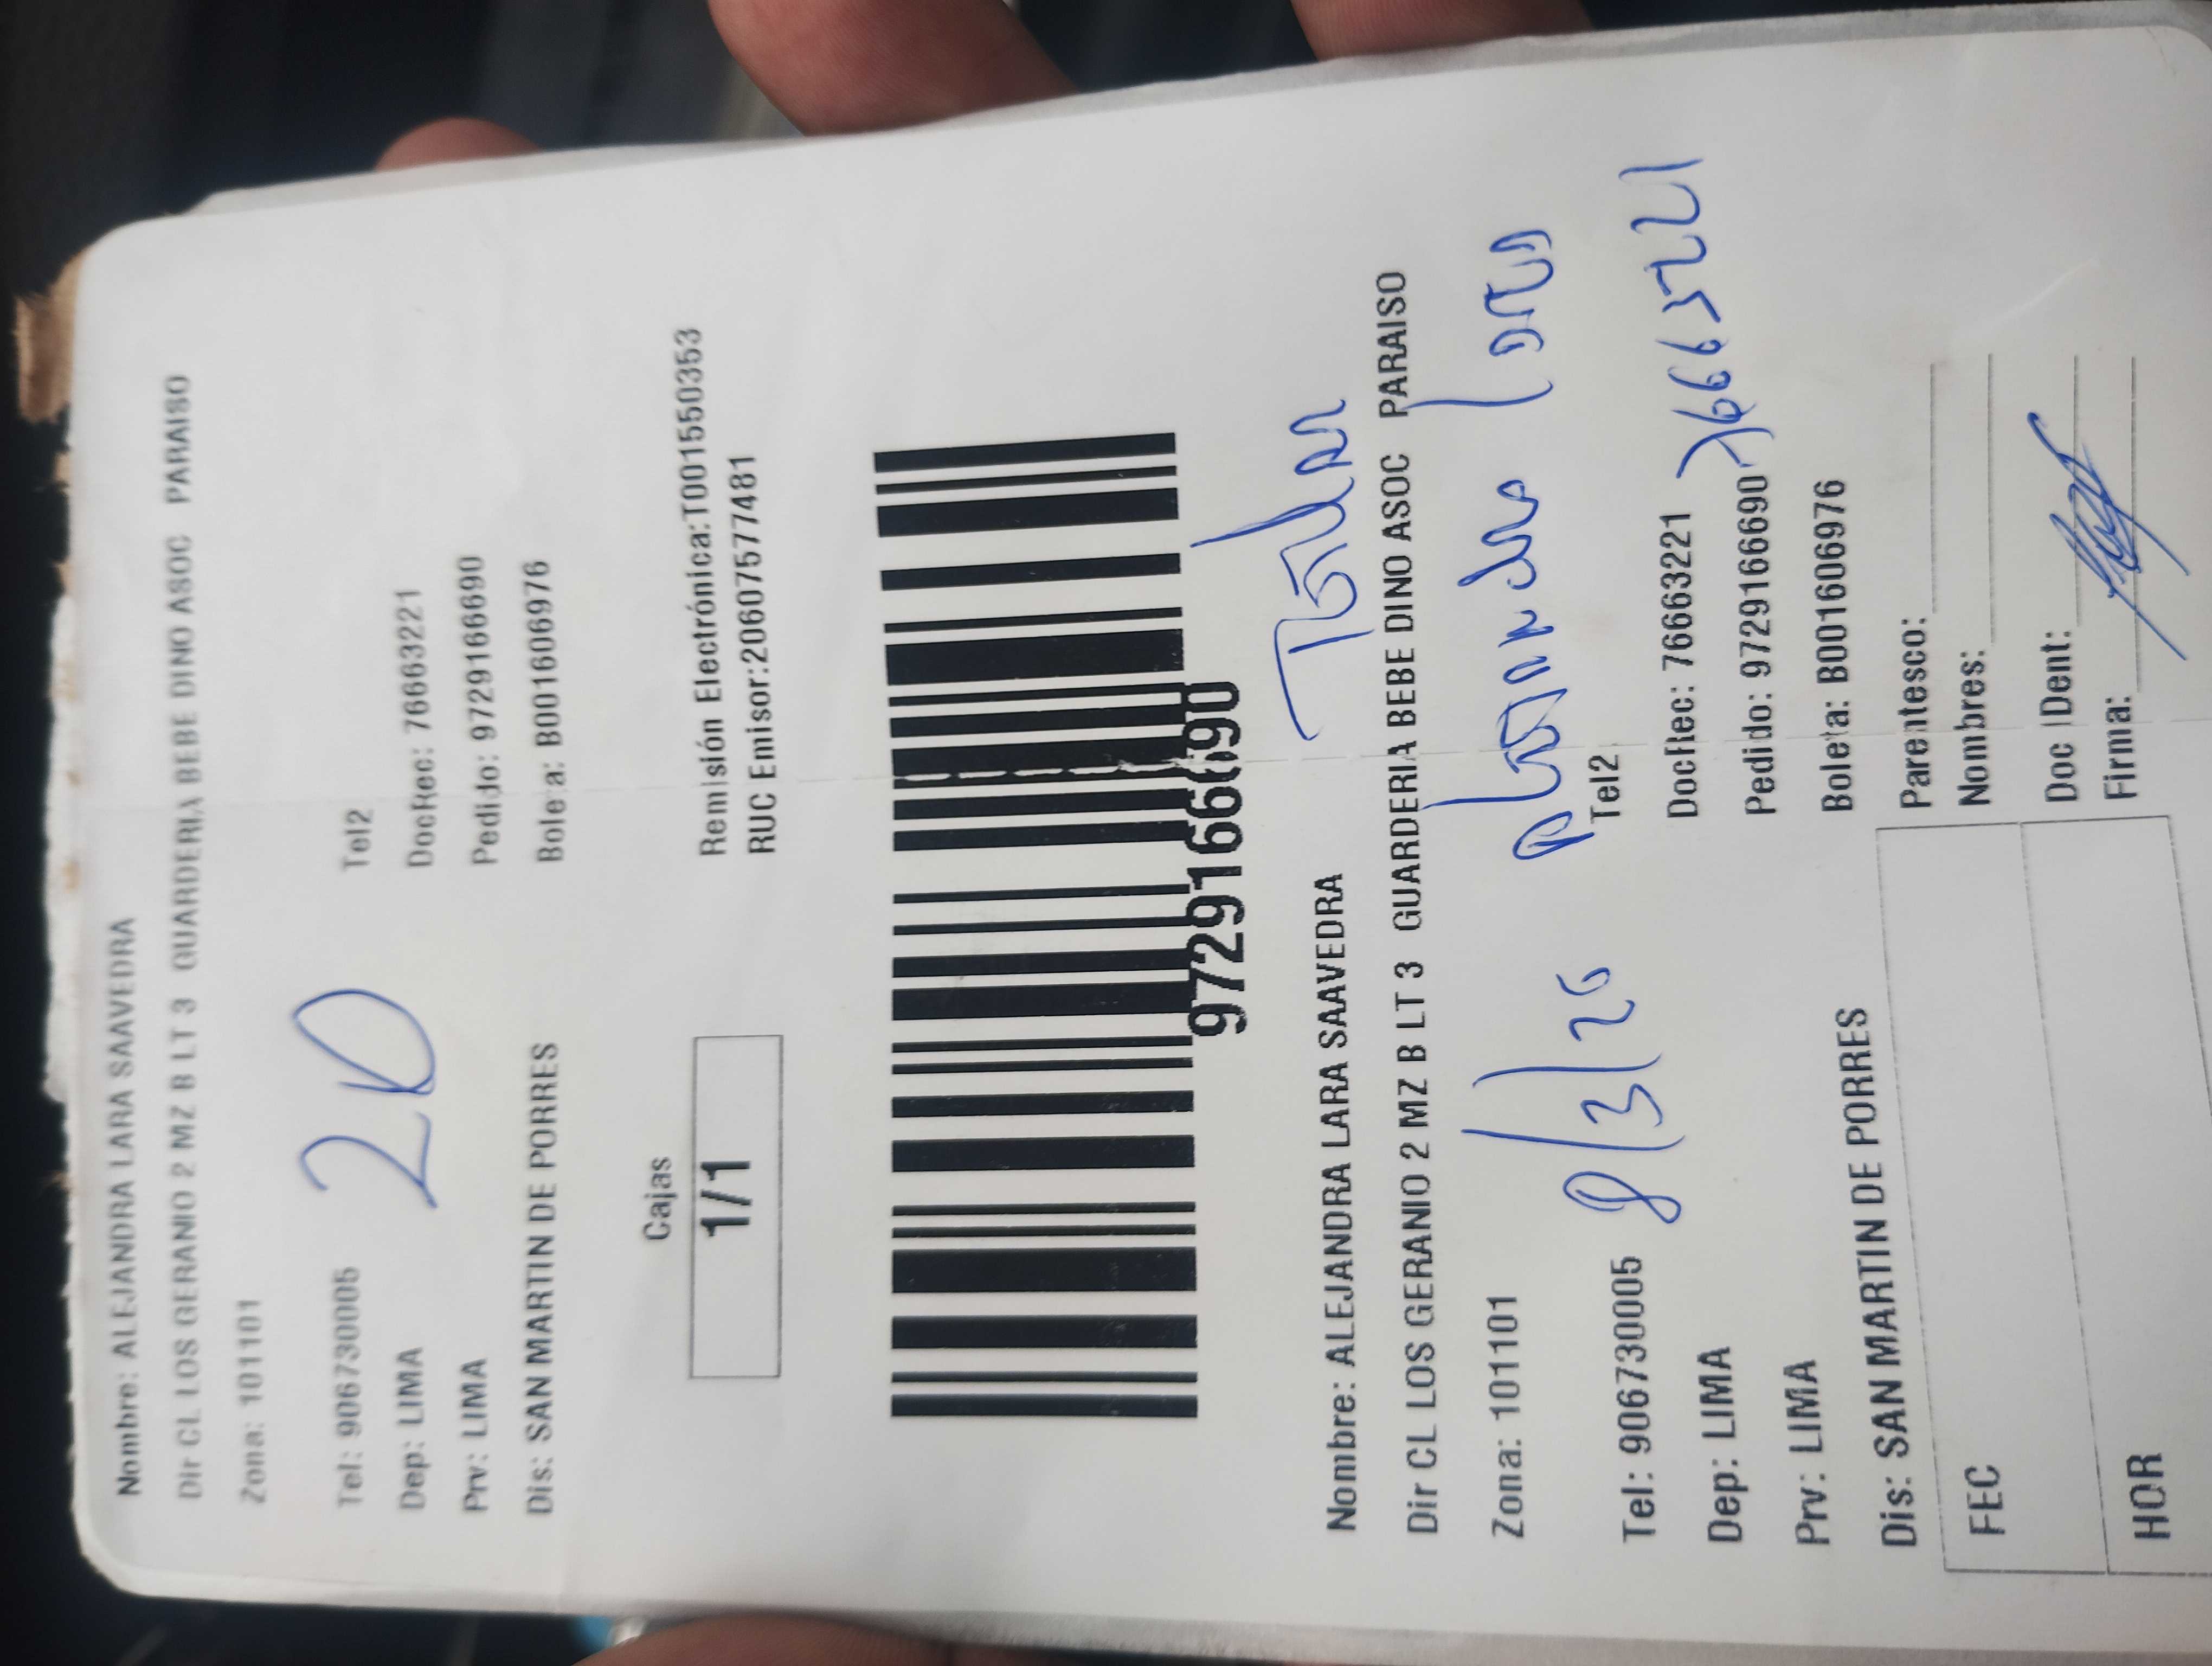 Nombre: ALEJANDRA LARA SAAVEDRA
Dir CL LOS GERANIO 2 MZ B LT 3 GUARDERIA BEBE DINO ASOC PARAISO
Zona: 101101
Tel: 906730005 Tel2
20
Dep: LIMA DocRec: 76663221
Prv: LIMA Pedido: 9729166690
Dis: SAN MARTIN DE PORRES Boleta: B001606976
Cajas
1/1
Remisión Electrónica:T001550353
RUC Emisor:20607577481
9729166690
Titular
Nombre: ALEJANDRA LARA SAAVEDRA
Dir CL LOS GERANIO 2 MZ B LT 3 GUARDERIA BEBE DINO ASOC PARAISO
Alejandra Lara
Zona: 101101
8/3/26
Tel: 906730005 Tel2
Dep: LIMA DocRec: 76663221
Prv: LIMA Pedido: 9729166690
Dis: SAN MARTIN DE PORRES Boleta: B001606976
Parentesco:
FEC Nombres:
Doc Ident:
HOR Firma: